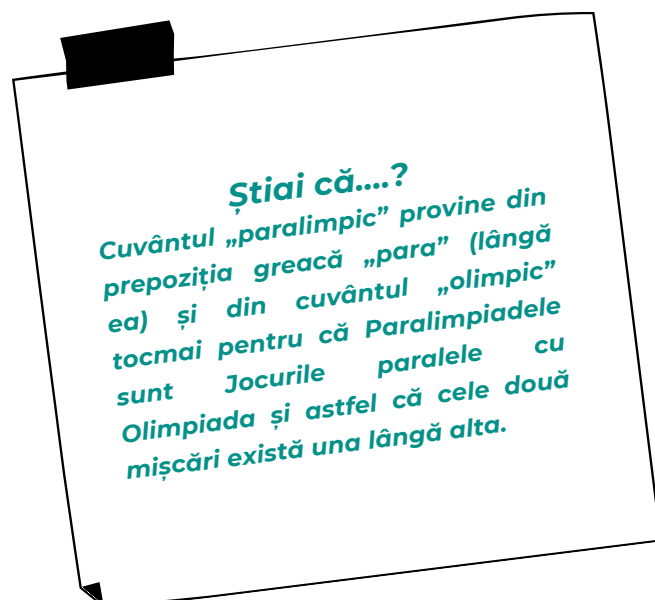 Știai că....?
Cuvântul „paralimpic” provine din
prepoziția greacă „para” (lângă
ea) și din cuvântul „olimpic”
tocmai pentru că Paralimpiadele
sunt Jocurile paralele cu
Olimpiada și astfel că cele două
mișcări există una lângă alta.